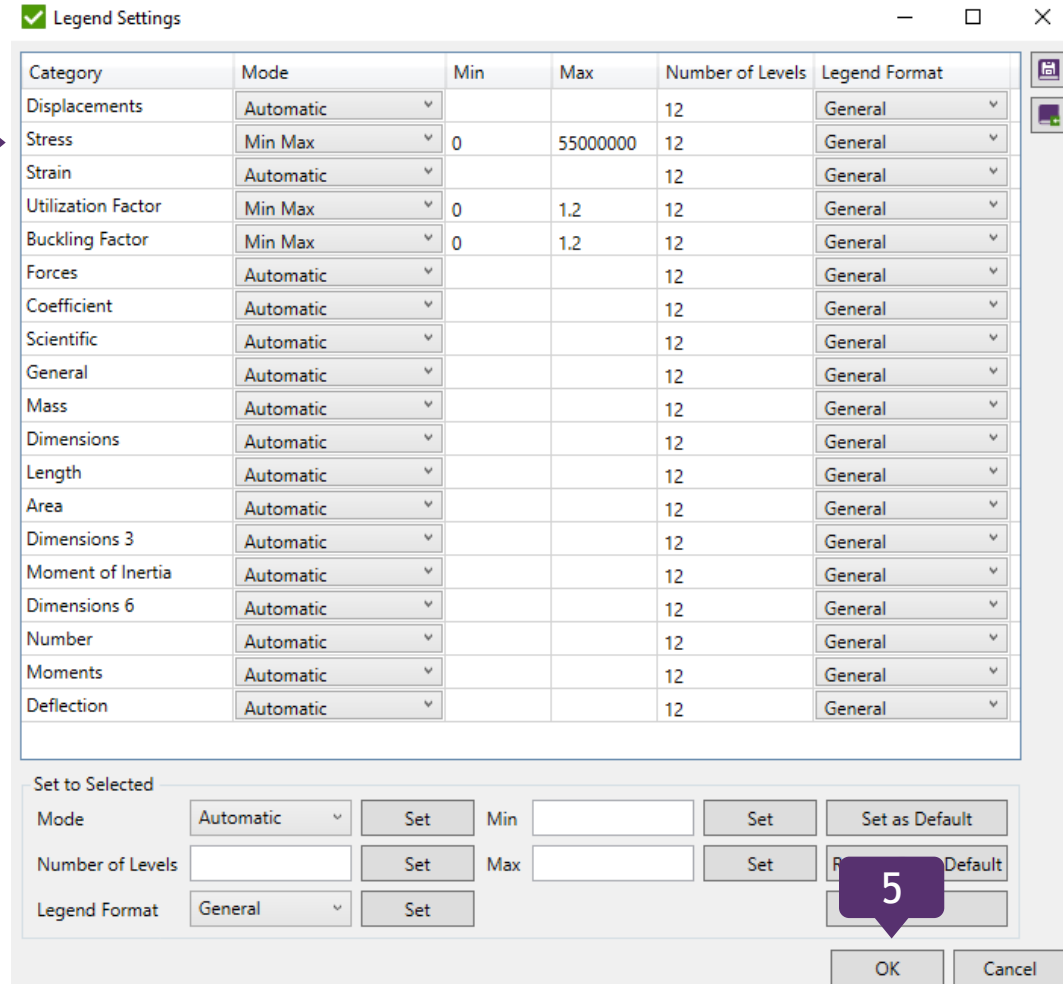 Legend Settings
Category Mode Min Max Number of Levels Legend Format
Displacements Automatic 12 General
Stress Min Max 0 55000000 12 General
Strain Automatic 12 General
Utilization Factor Min Max 0 1.2 12 General
Buckling Factor Min Max 0 1.2 12 General
Forces Automatic 12 General
Coefficient Automatic 12 General
Scientific Automatic 12 General
General Automatic 12 General
Mass Automatic 12 General
Dimensions Automatic 12 General
Length Automatic 12 General
Area Automatic 12 General
Dimensions 3 Automatic 12 General
Moment of Inertia Automatic 12 General
Dimensions 6 Automatic 12 General
Number Automatic 12 General
Moments Automatic 12 General
Deflection Automatic 12 General
Set to Selected
Mode Automatic Set Min Set Set as Default
Number of Levels Set Max Set Default
Legend Format General Set
5
OK Cancel